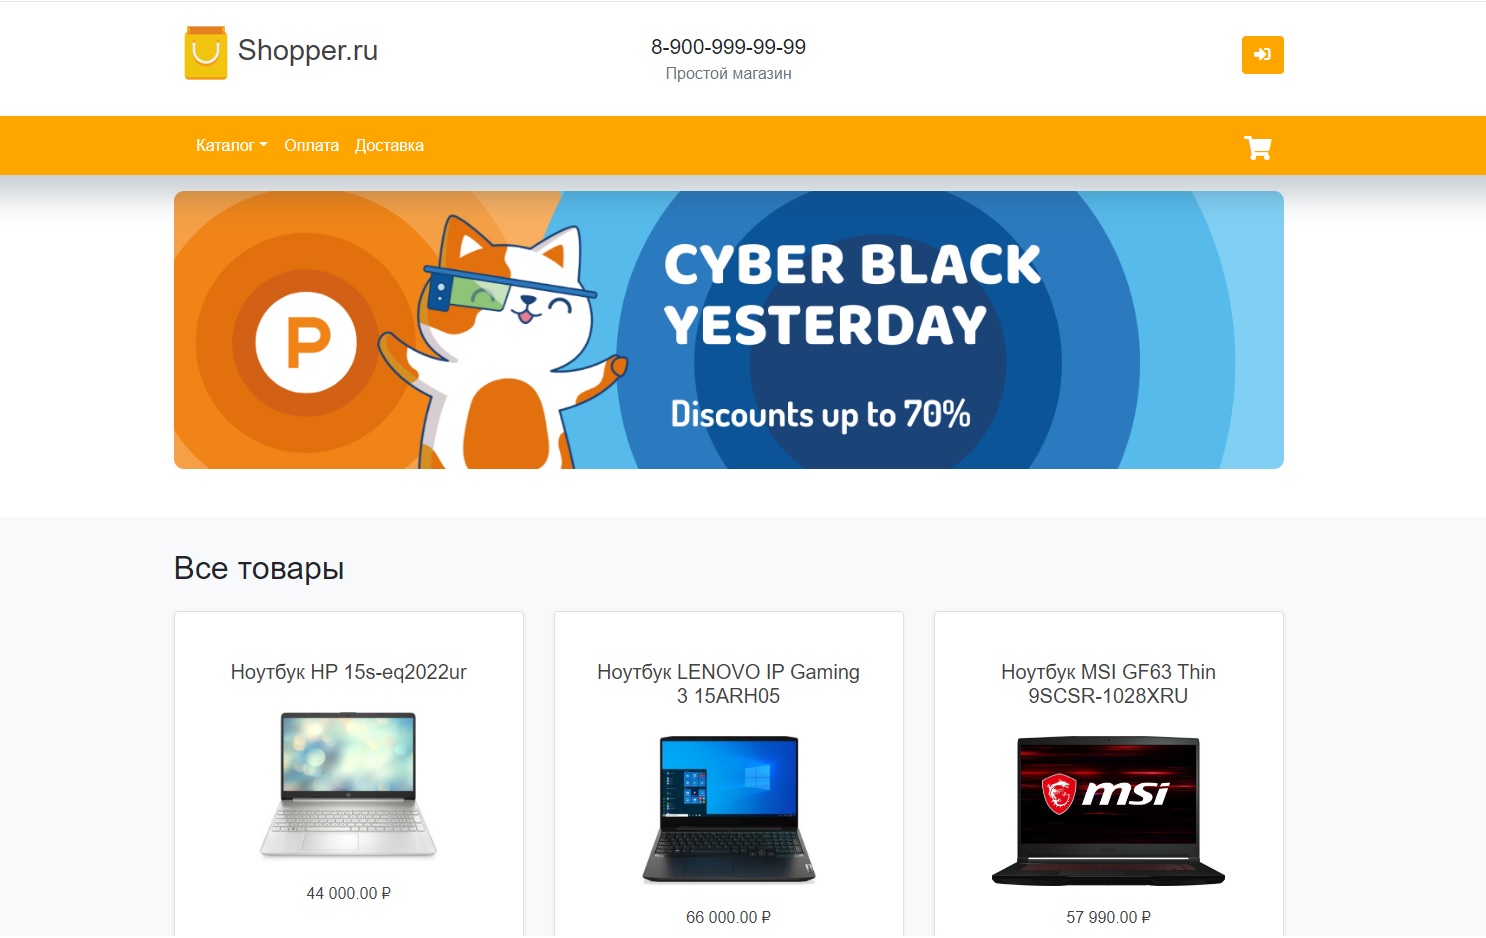 Shopper.ru
8-900-999-99-99
Простой магазин
Каталог Оплата Доставка
P
CYBER BLACK
YESTERDAY
Discounts up to 70%
Все товары
Ноутбук HP 15s-eq2022ur
Ноутбук LENOVO IP Gaming
3 15ARH05
Ноутбук MSI GF63 Thin
9SCSR-1028XRU
msi
44 000.00 ₽
66 000.00 ₽
57 990.00 ₽